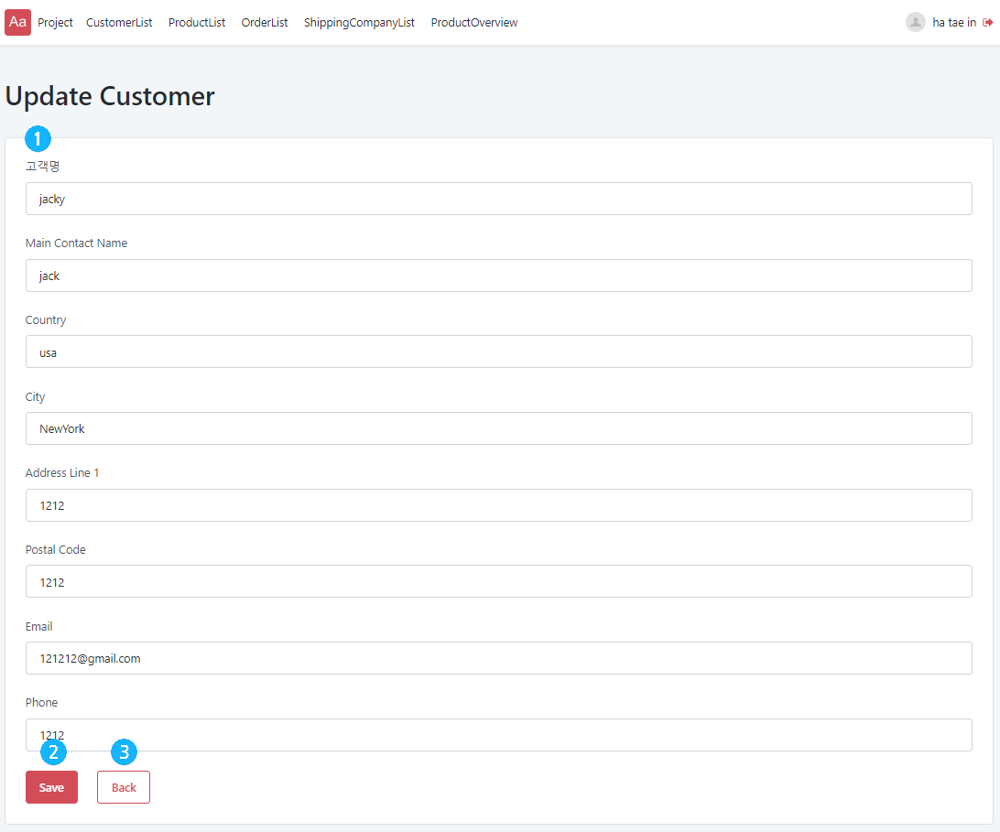 Aa Project CustomerList ProductList OrderList ShippingCompanyList ProductOverview ha tae in
Update Customer
1
고객명
jacky
Main Contact Name
jack
Country
usa
City
NewYork
Address Line 1
1212
Postal Code
1212
Email
121212@gmail.com
Phone
1212
2 3
Save Back